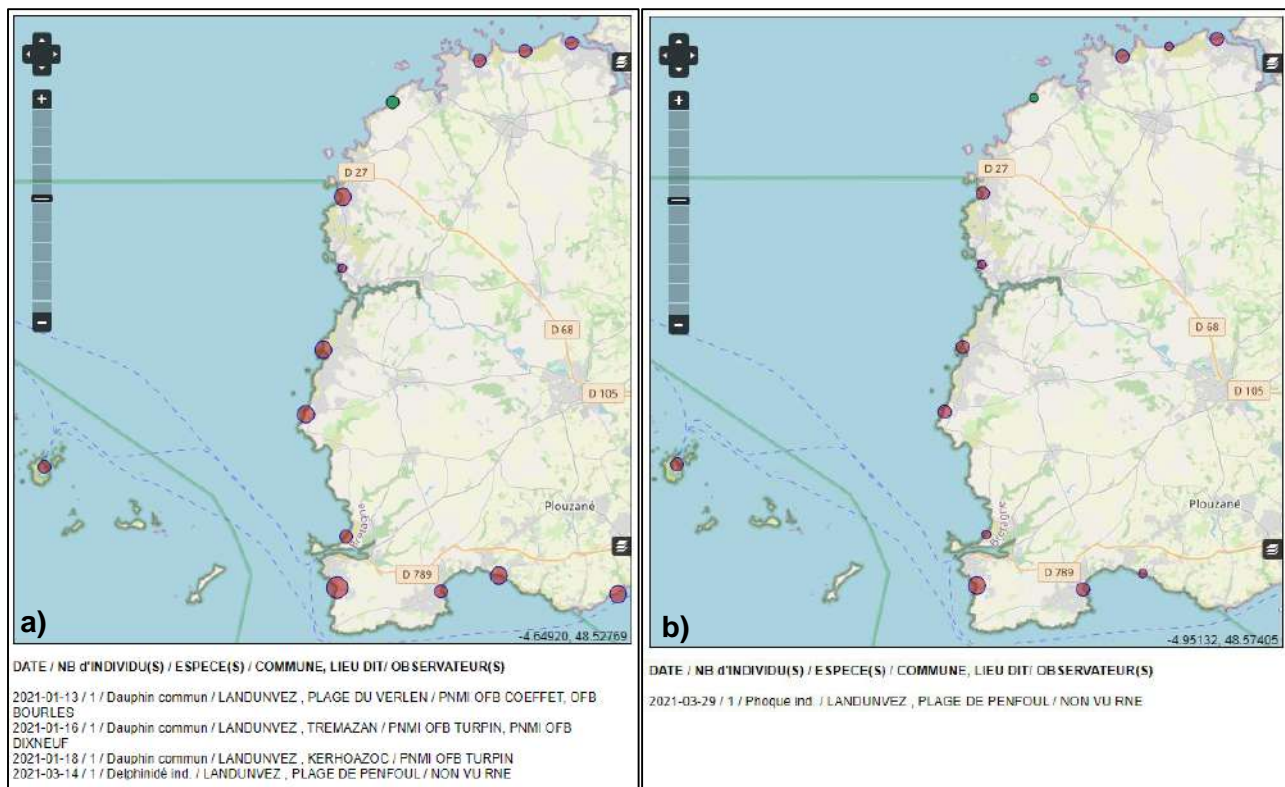 D 27
D 68
D 105
Plouzané
Bretagne
D 789
a)
-4.64920, 48.52769
DATE / NB d'INDIVIDU(S) / ESPECE(S) / COMMUNE, LIEU DIT/ OBSERVATEUR(S)
2021-01-13 / 1 / Dauphin commun / LANDUNVEZ , PLAGE DU VERLEN / PNMI OFB COEFFET, OFB
BOURLES
2021-01-16 / 1 / Dauphin commun / LANDUNVEZ , TREMAZAN / PNMI OFB TURPIN, PNMI OFB
DIXNEUF
2021-01-18 / 1 / Dauphin commun / LANDUNVEZ , KERHOAZOC / PNMI OFB TURPIN
2021-03-14 / 1 / Delphinidé ind. / LANDUNVEZ , PLAGE DE PENFOUL / NON VU RNE
D 27
D 68
D 105
Plouzané
Bretagne
D 789
b)
-4.95132, 48.57405
DATE / NB d'INDIVIDU(S) / ESPECE(S) / COMMUNE, LIEU DIT/ OBSERVATEUR(S)
2021-03-29 / 1 / Phoque ind. / LANDUNVEZ , PLAGE DE PENFOUL / NON VU RNE